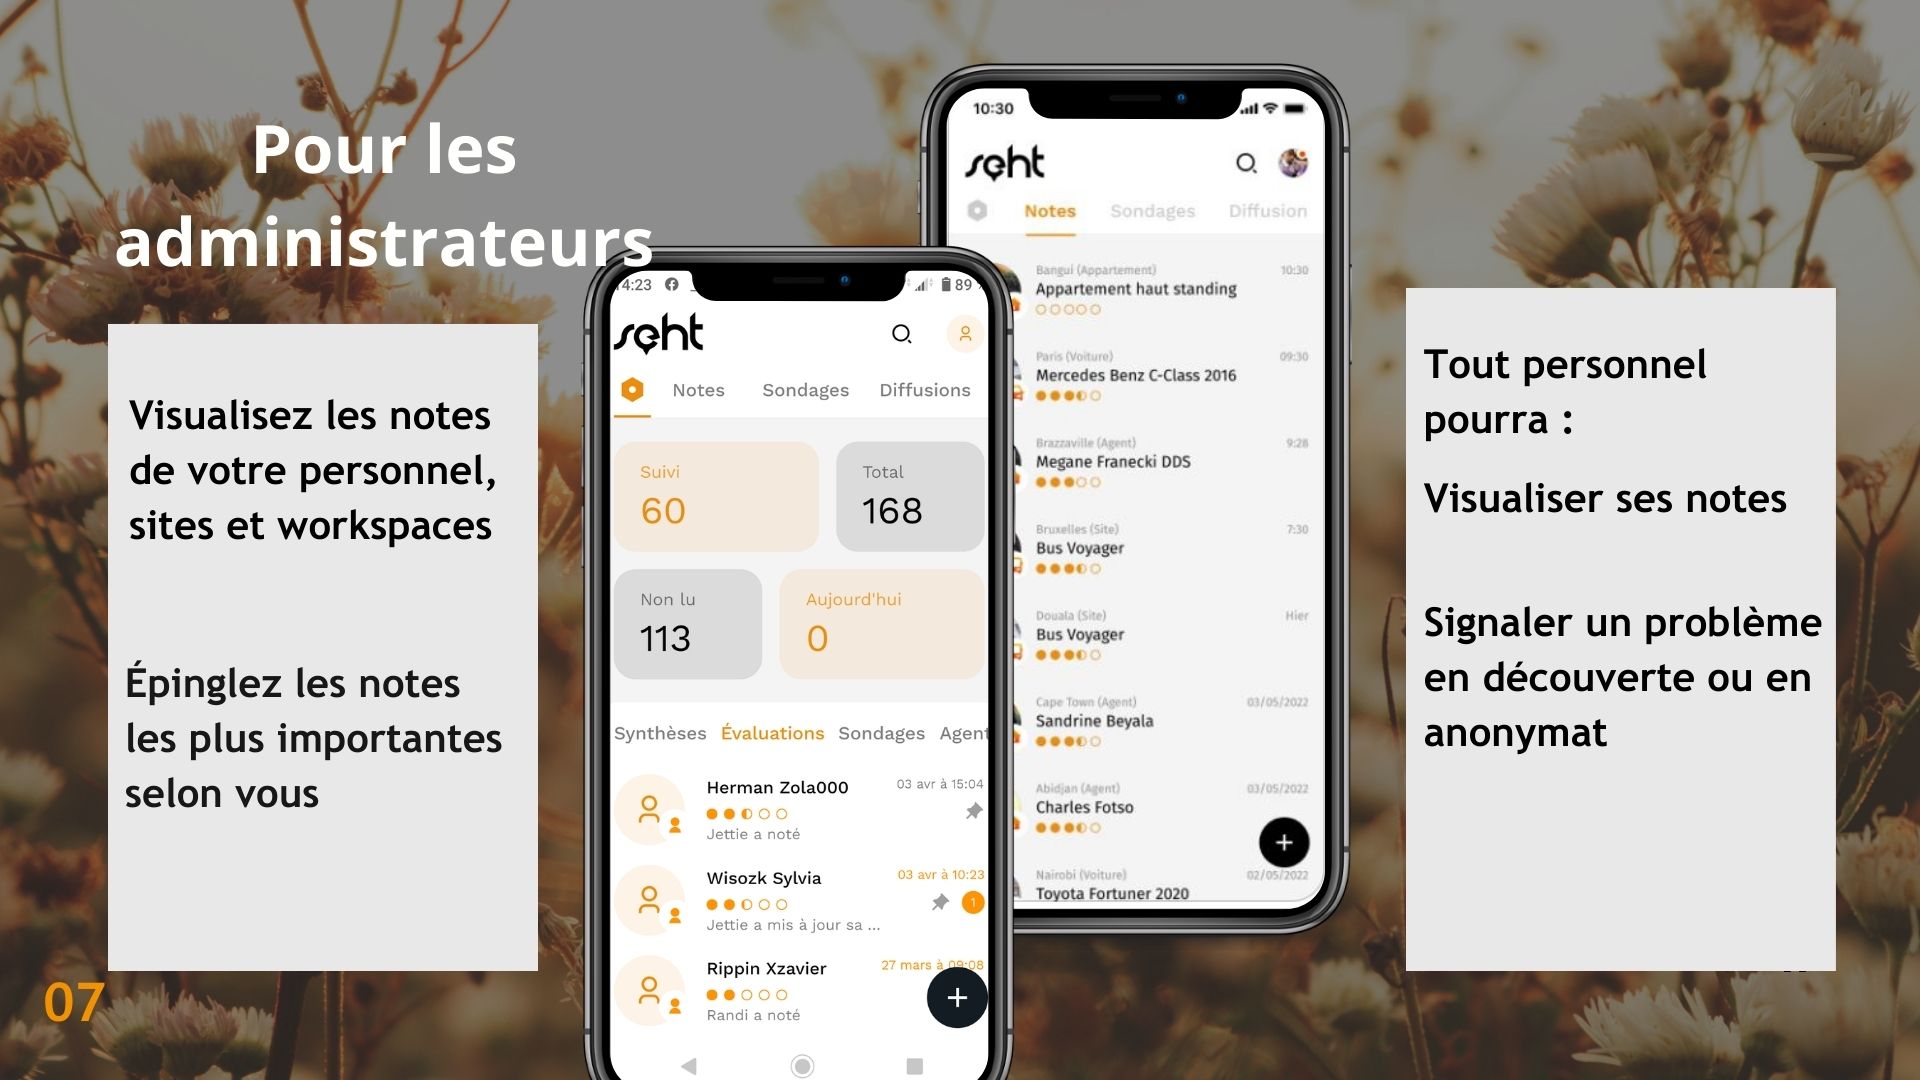 Pour les
administrateurs
Visualisez les notes
de votre personnel,
sites et workspaces
Épinglez les notes
les plus importantes
selon vous
07
14:23 89
seht
Notes Sondages Diffusions
Suivi
60
Total
168
Non lu
113
Aujourd'hui
0
Synthèses Évaluations Sondages Agent
Herman Zola000 03 avr à 15:04
Jettie a noté
Wisozk Sylvia 03 avr à 10:23
1
Jettie a mis à jour sa ...
Rippin Xzavier 27 mars à 09:08
Randi a noté
10:30
seht
Notes Sondages Diffusion
Bangui (Appartement) 10:30
Appartement haut standing
Paris (Voiture) 09:30
Mercedes Benz C-Class 2016
Brazzaville (Agent) 9:28
Megane Franecki DDS
Bruxelles (Site) 7:30
Bus Voyager
Douala (Site) Hier
Bus Voyager
Cape Town (Agent) 03/05/2022
Sandrine Beyala
Abidjan (Agent) 03/05/2022
Charles Fotso
Nairobi (Voiture) 02/05/2022
Toyota Fortuner 2020
Tout personnel
pourra :
Visualiser ses notes
Signaler un problème
en découverte ou en
anonymat